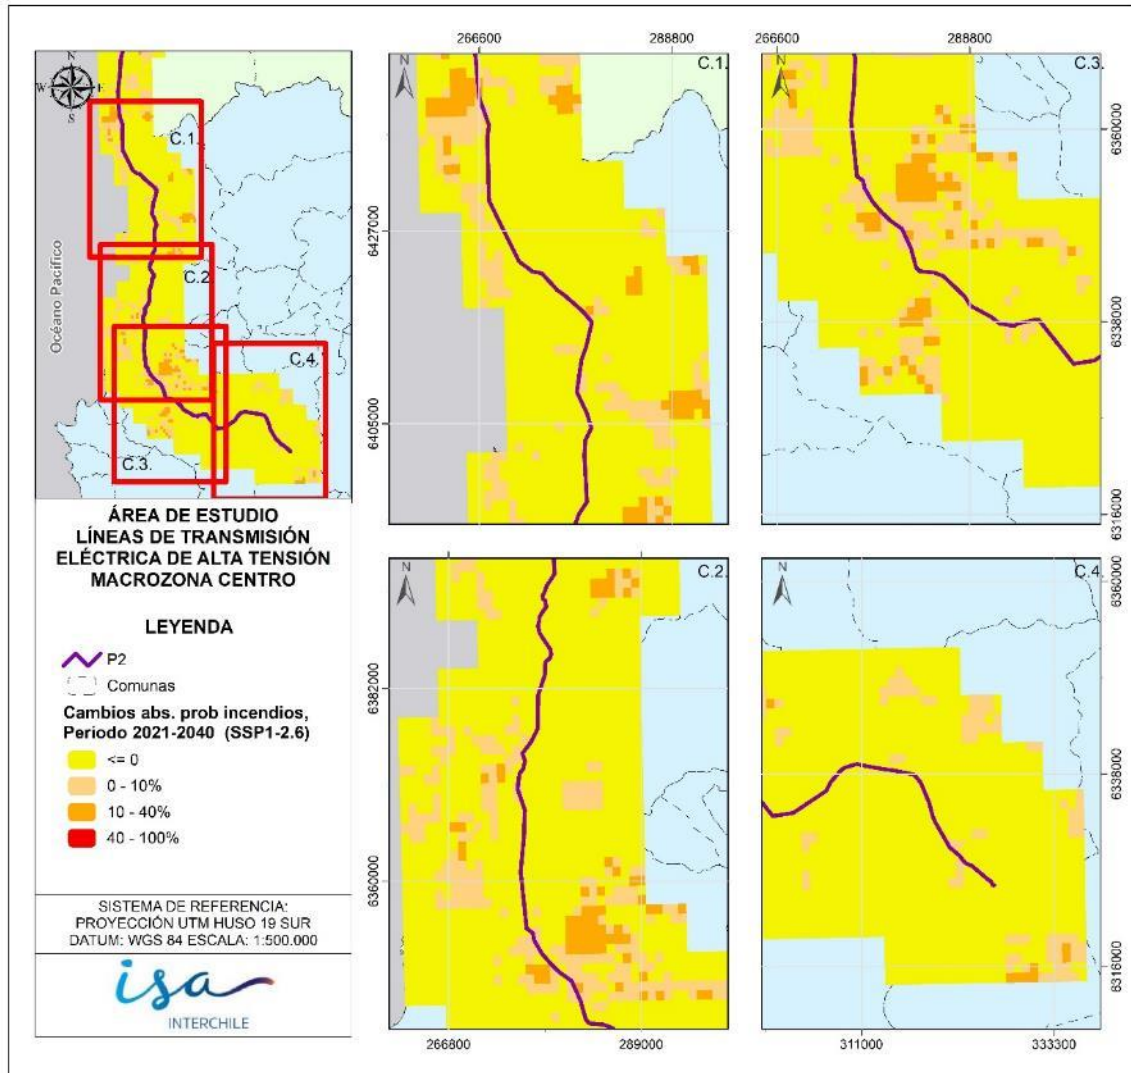 N
W E
S
C.1.
C.2.
C.3.
C.4.
Océano Pacífico
ÁREA DE ESTUDIO
LÍNEAS DE TRANSMISIÓN
ELÉCTRICA DE ALTA TENSIÓN
MACROZONA CENTRO
LEYENDA
P2
Comunas
Cambios abs. prob incendios,
Periodo 2021-2040 (SSP1-2.6)
<= 0
0 - 10%
10 - 40%
40 - 100%
SISTEMA DE REFERENCIA:
PROYECCIÓN UTM HUSO 19 SUR
DATUM: WGS 84 ESCALA: 1:500.000
isa
INTERCHILE
266600 288800
N
C.1.
6427000
6405000
266600 288800
N
C.3.
6360000
6338000
6316000
N
C.2.
6382000
6360000
266800 289000
N
C.4.
6360000
6338000
6316000
311000 333300